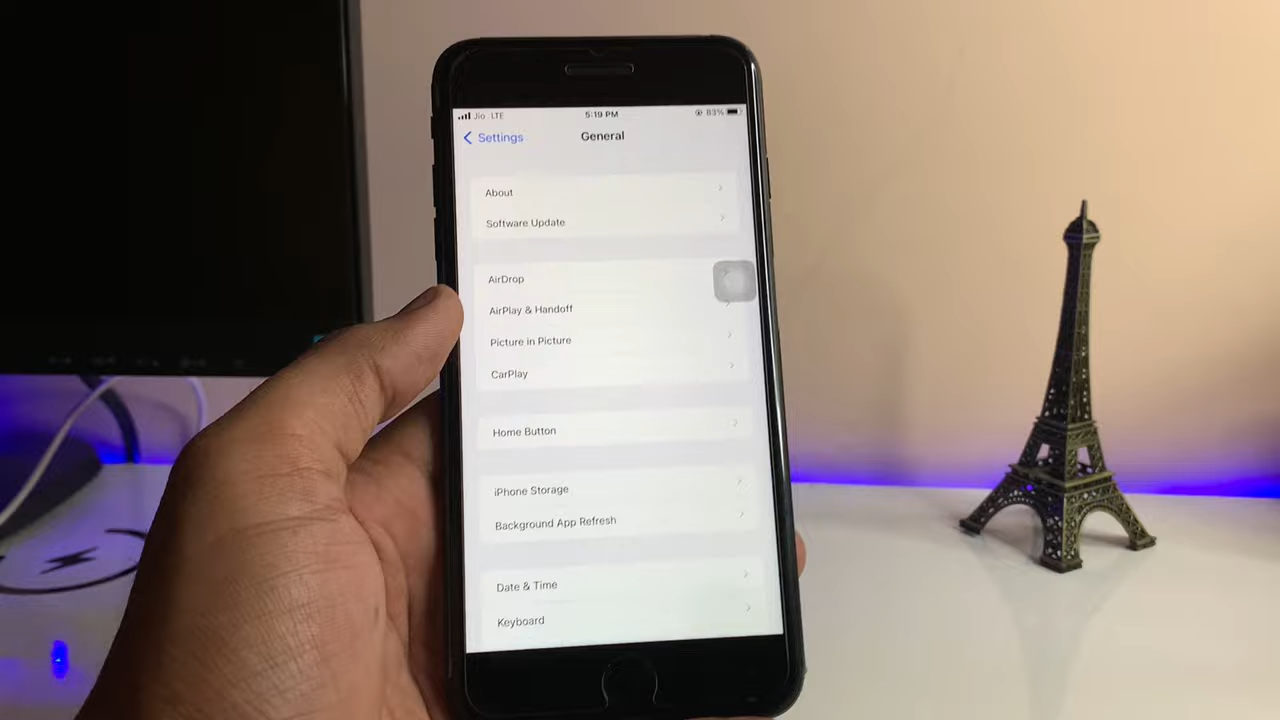 Jio LTE 5:19 PM 83%
Settings General
About
Software Update
AirDrop
AirPlay & Handoff
Picture in Picture
CarPlay
Home Button
iPhone Storage
Background App Refresh
Date & Time
Keyboard